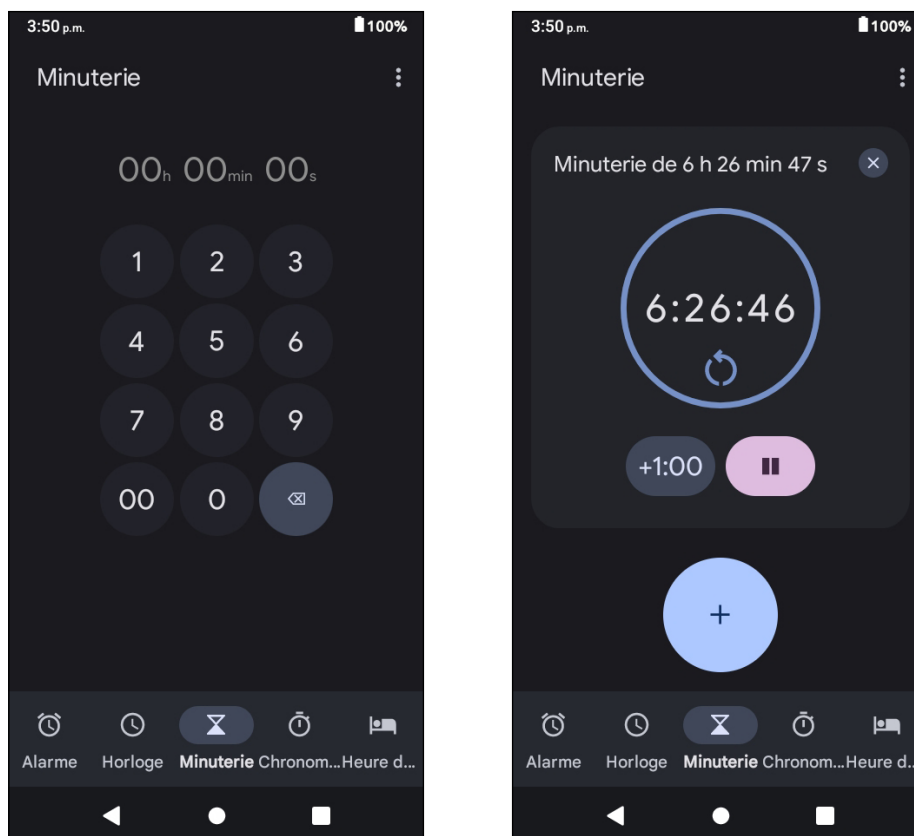 3:50 p.m. 100%
Minuterie
00h 00min 00s
1 2 3
4 5 6
7 8 9
00 0
Alarme Horloge Minuterie Chronom... Heure d...
3:50 p.m. 100%
Minuterie
Minuterie de 6 h 26 min 47 s
6:26:46
+1:00
+
Alarme Horloge Minuterie Chronom... Heure d...